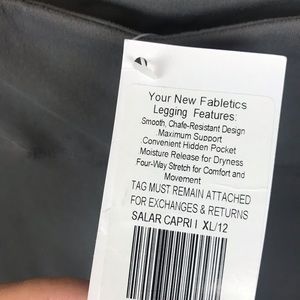 Your New Fabletics
Legging Features:
Smooth, Chafe-Resistant Design
Maximum Support
Convenient Hidden Pocket
Moisture Release for Dryness
Four-Way Stretch for Comfort and
Movement
TAG MUST REMAIN ATTACHED
FOR EXCHANGES & RETURNS
SALAR CAPRI I XL/12